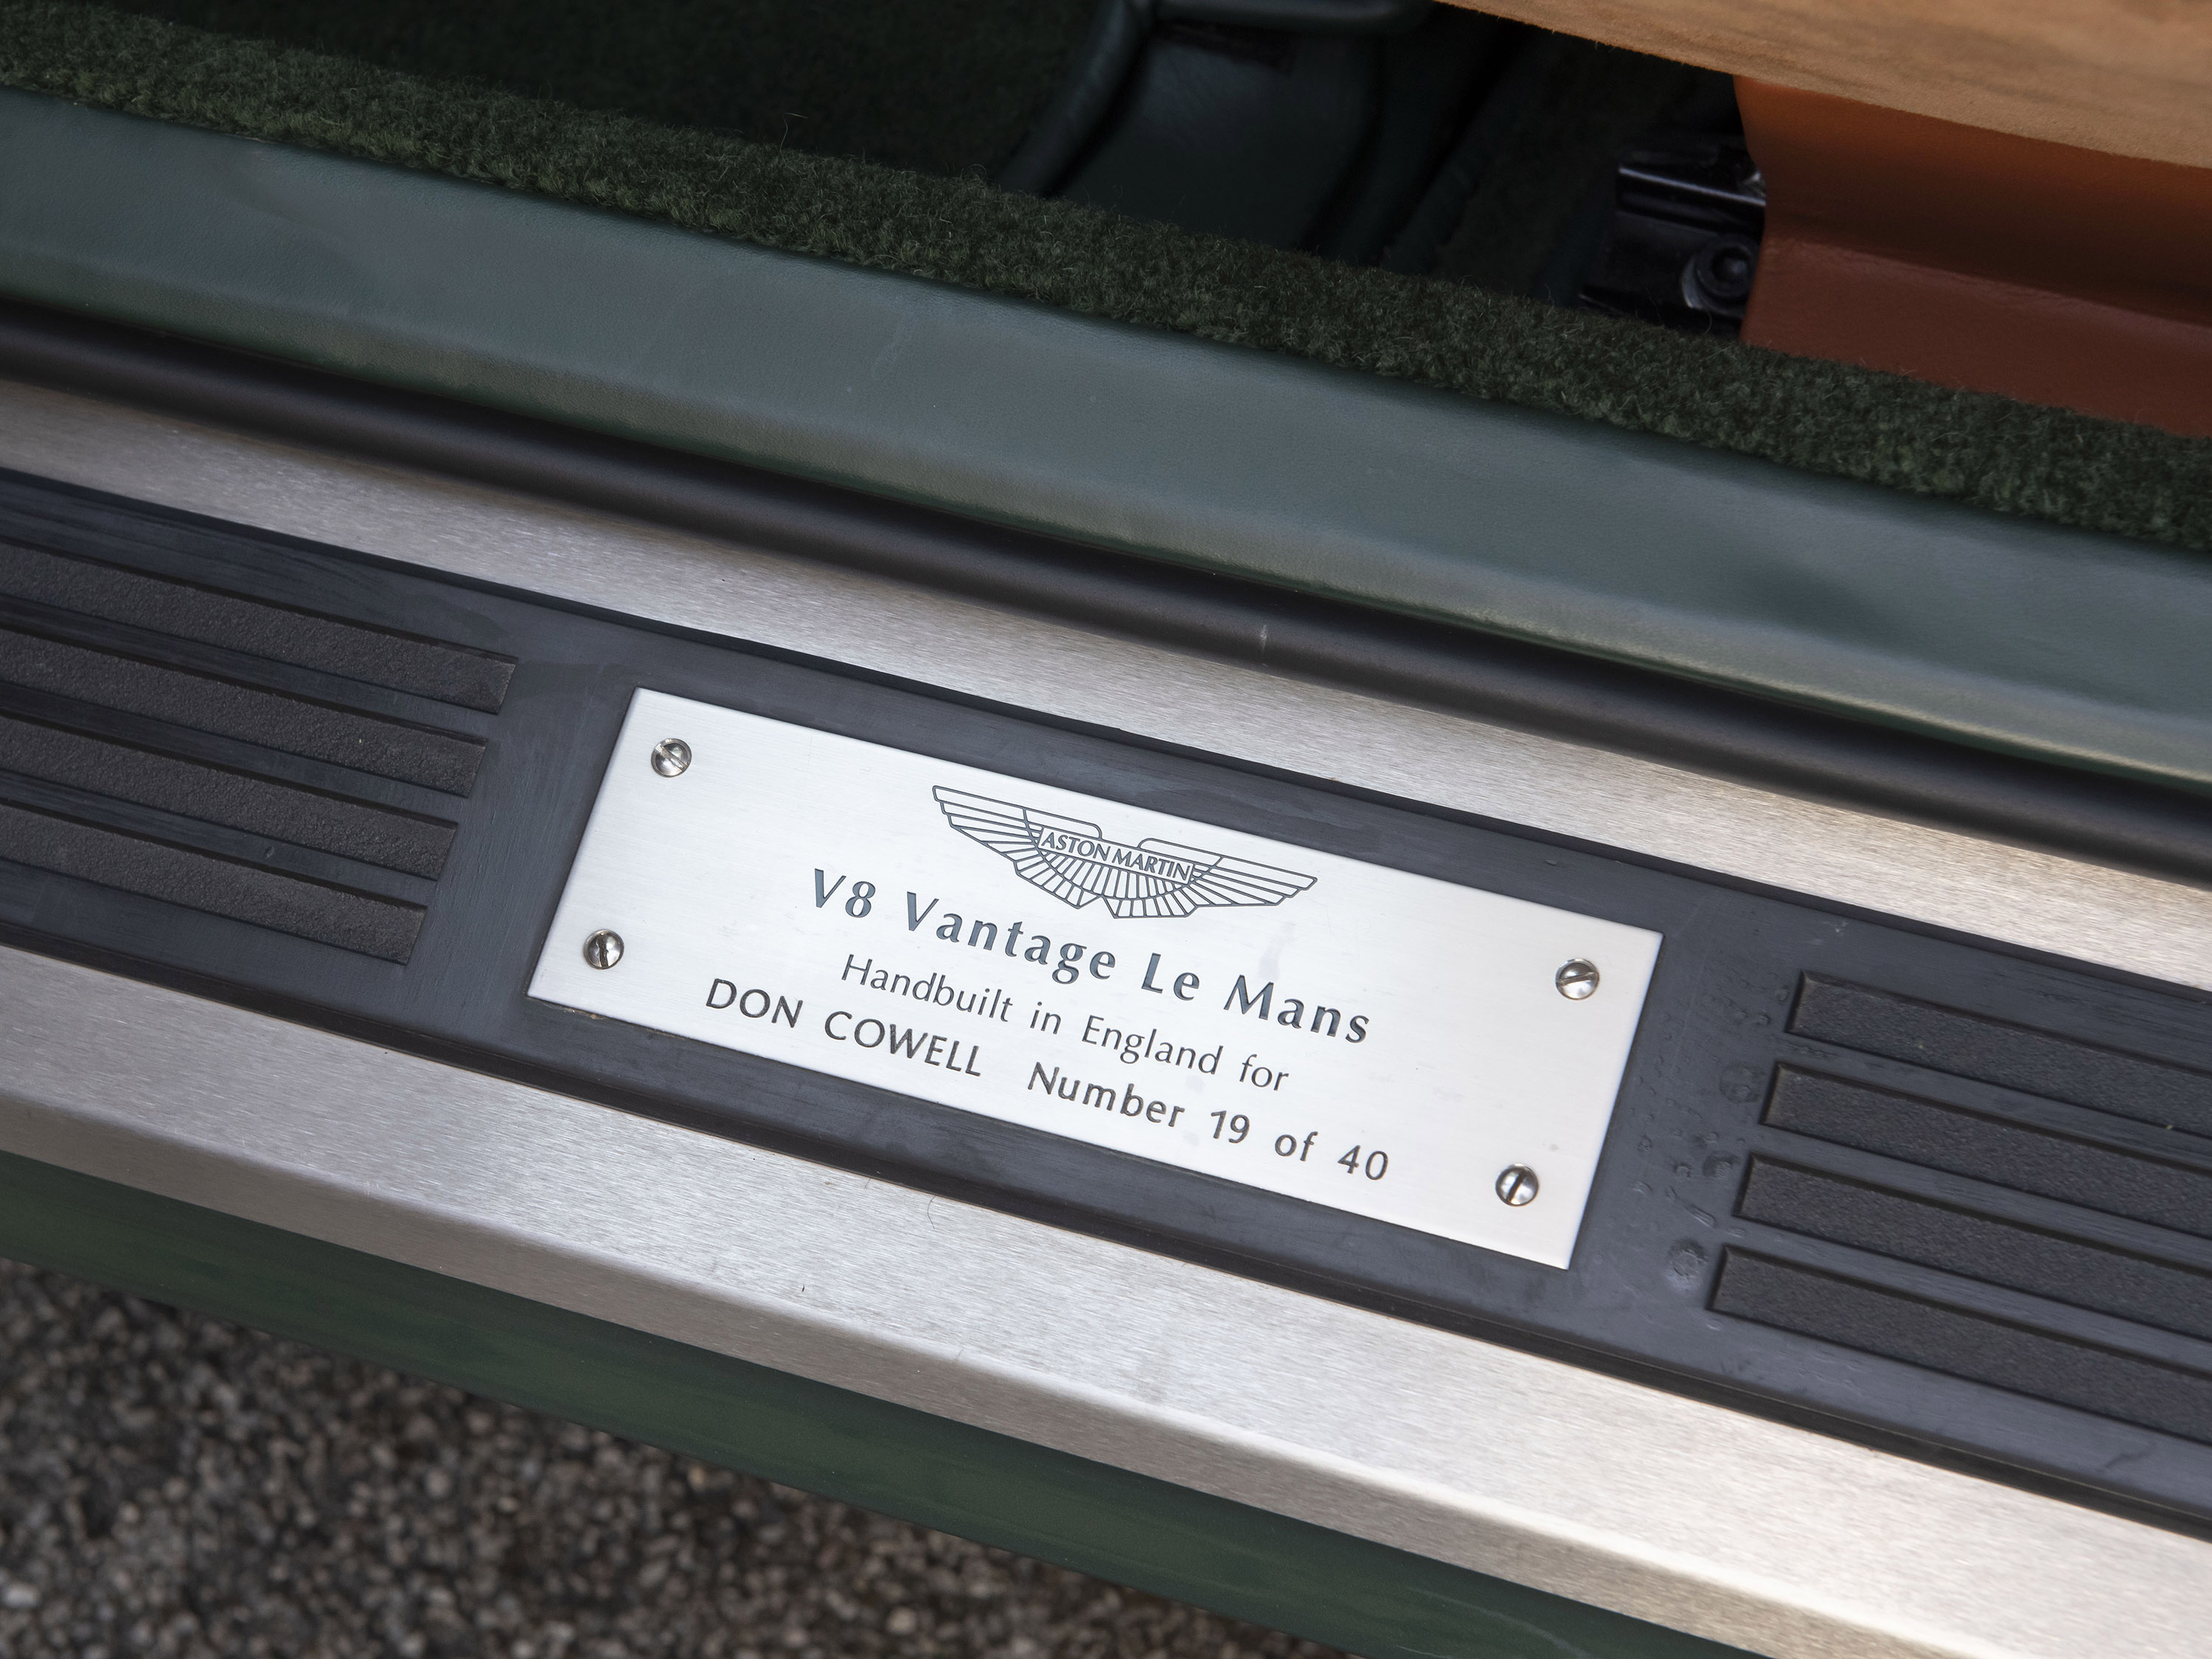 ASTON MARTIN
V8 Vantage Le Mans
Handbuilt in England for
DON COWELL Number 19 of 40